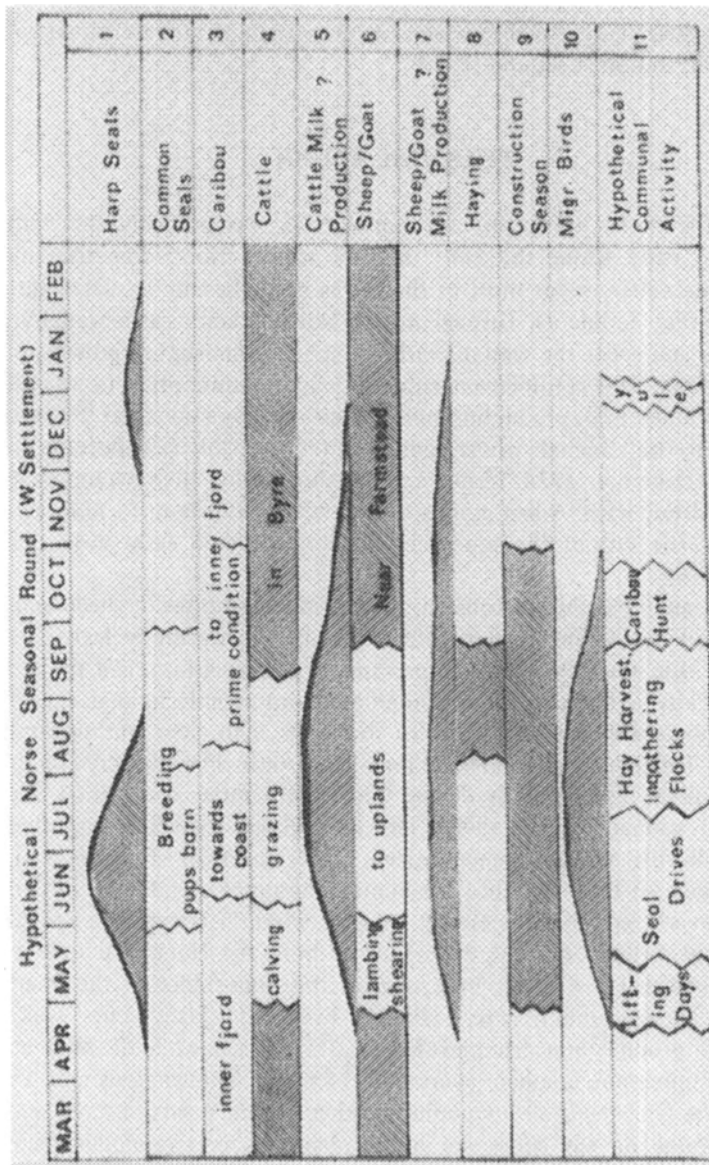 Hypothetical Norse Seasonal Round (W Settlement)
MAR APR MAY JUN JUL AUG SEP OCT NOV DEC JAN FEB
Harp Seals 1
Breeding
pups born
Common
Seals 2
inner fjord
towards
coast
prime condition
to inner fjord
Caribou 3
calving grazing in Byre Cattle 4
Cattle Milk ?
Production 5
lambing
shearing
to uplands Near Farmstead Sheep/Goat 6
Sheep/Goat ?
Milk Production 7
Haying 8
Construction
Season 9
Migr. Birds 10
Lift-
ing
Days
Seal
Drives
Hay Harvest,
Ingathering
Flocks
Caribou
Hunt
yule
Hypothetical
Communal
Activity 11